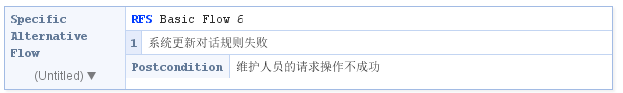 Specific Alternative Flow
(Untitled) ▼
RFS Basic Flow 6
1 系统更新对话规则失败
Postcondition 维护人员的请求操作不成功